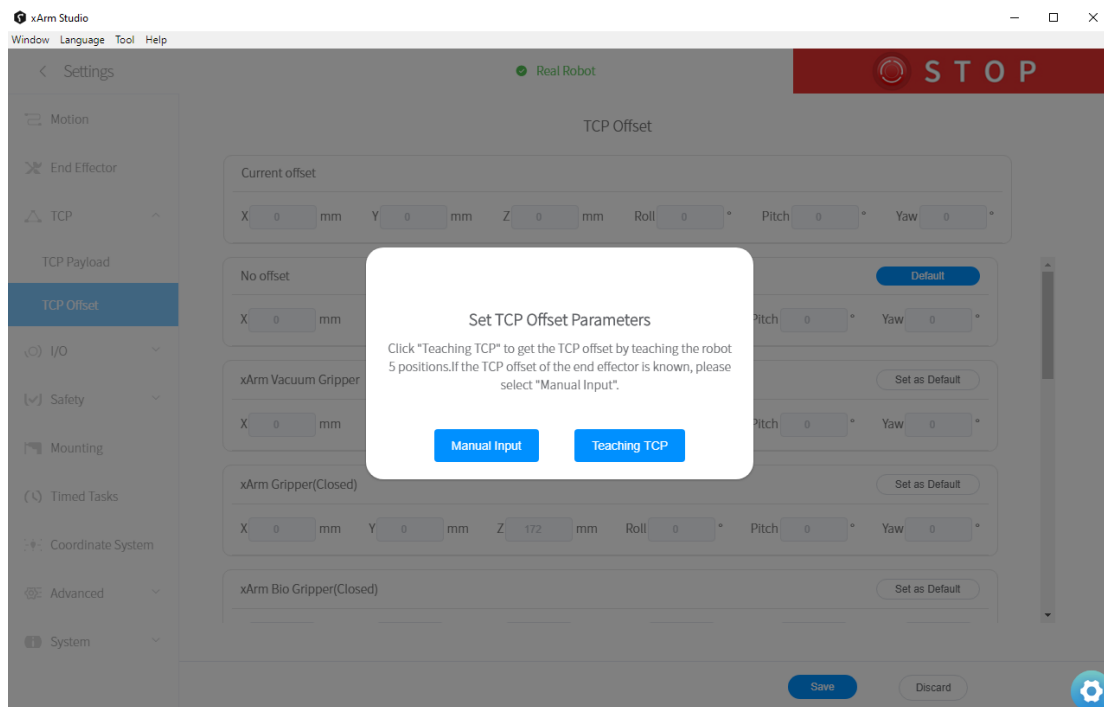 xArm Studio
Window Language Tool Help
Settings
Real Robot
STOP
Motion
End Effector
TCP
TCP Payload
TCP Offset
I/O
Safety
Mounting
Timed Tasks
Coordinate System
Advanced
System
TCP Offset
Current offset
X 0 mm Y 0 mm Z 0 mm Roll 0 ° Pitch 0 ° Yaw 0 °
No offset Default
X 0 mm Pitch 0 ° Yaw 0 °
xArm Vacuum Gripper Set as Default
X 0 mm Pitch 0 ° Yaw 0 °
Set TCP Offset Parameters
Click "Teaching TCP" to get the TCP offset by teaching the robot
5 positions.If the TCP offset of the end effector is known, please
select "Manual Input".
Manual Input Teaching TCP
xArm Gripper(Closed) Set as Default
X 0 mm Y 0 mm Z 172 mm Roll 0 ° Pitch 0 ° Yaw 0 °
xArm Bio Gripper(Closed) Set as Default
Save Discard